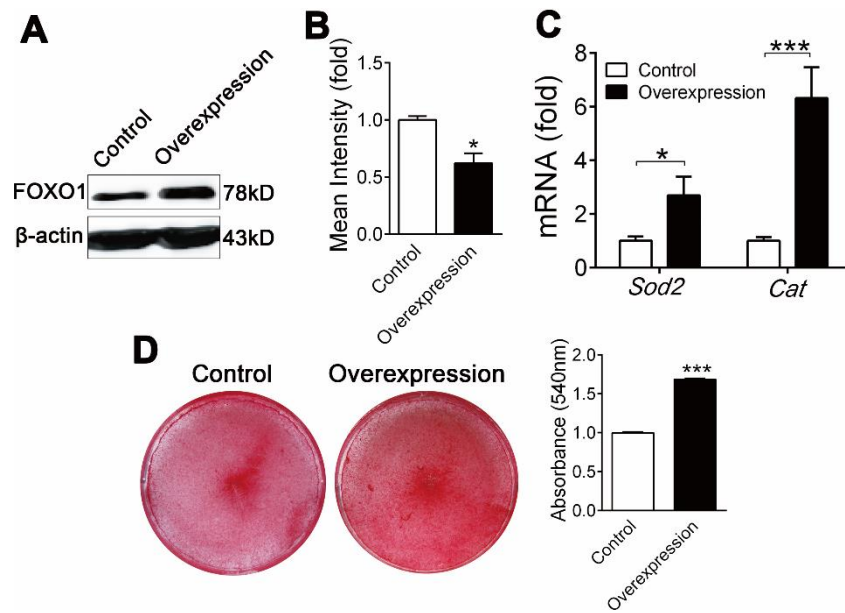 A
Control
Overexpression
FOXO1
78kD
β-actin
43kD
B
Mean Intensity (fold)
1.5
1.0
0.5
0.0
*
Control
Overexpression
C
mRNA (fold)
8
6
4
2
0
Control
Overexpression
*
***
Sod2
Cat
D
Control
Overexpression
Absorbance (540nm)
2.0
1.5
1.0
0.5
0.0
***
Control
Overexpression